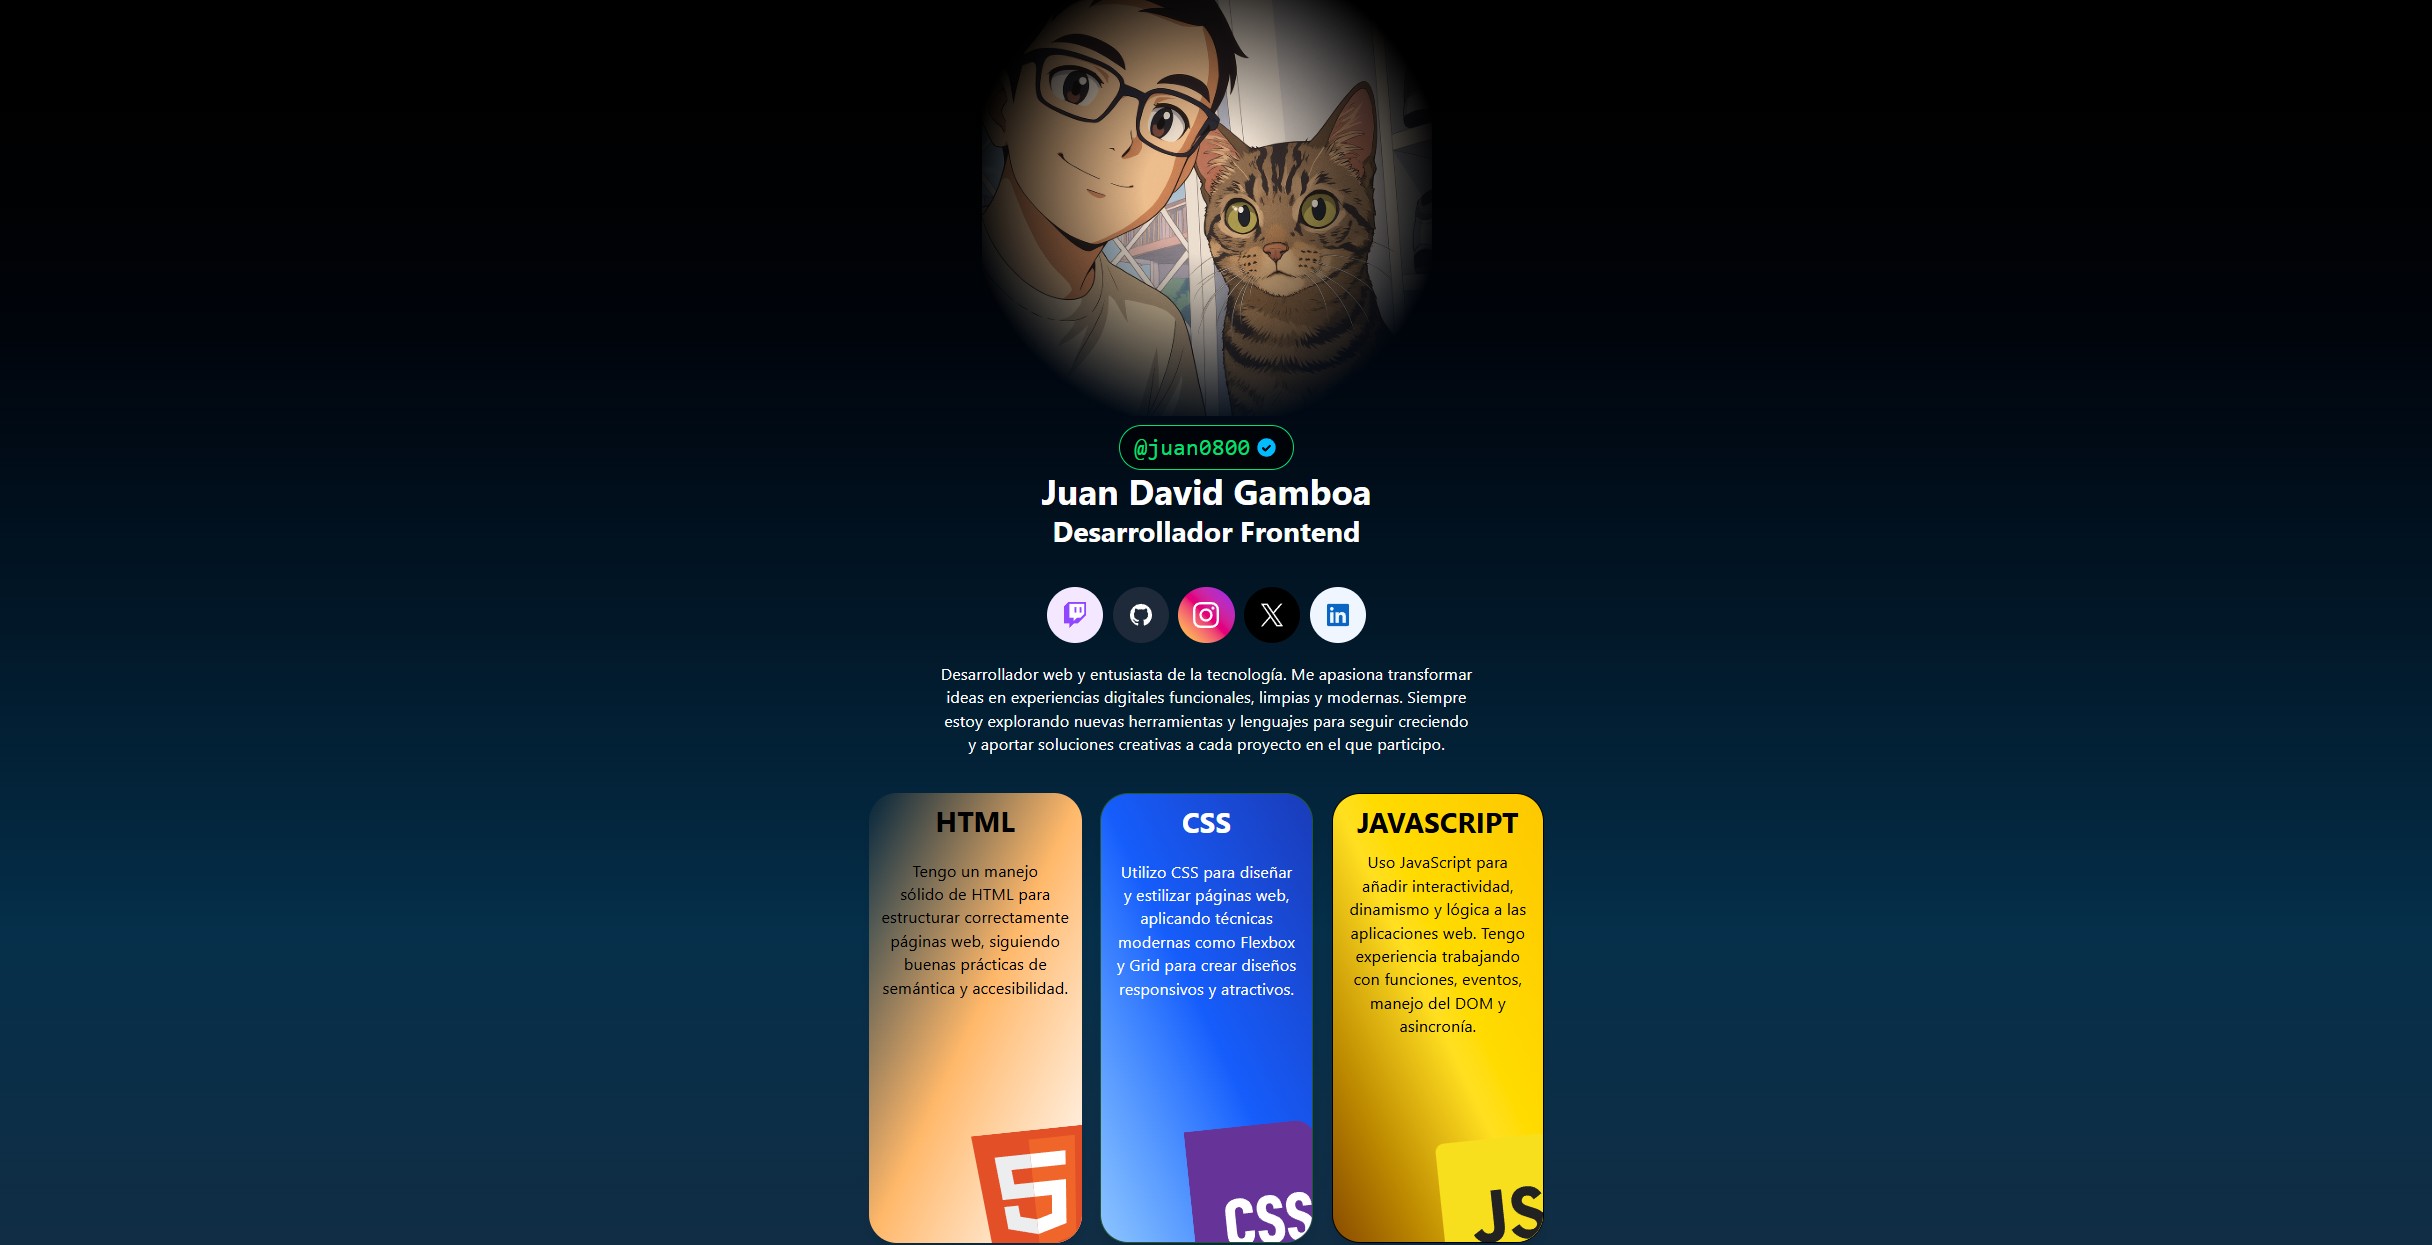 @juan0800
Juan David Gamboa
Desarrollador Frontend
in
Desarrollador web y entusiasta de la tecnología. Me apasiona transformar
ideas en experiencias digitales funcionales, limpias y modernas. Siempre
estoy explorando nuevas herramientas y lenguajes para seguir creciendo
y aportar soluciones creativas a cada proyecto en el que participo.
HTML
Tengo un manejo
sólido de HTML para
estructurar correctamente
páginas web, siguiendo
buenas prácticas de
semántica y accesibilidad.
5
CSS
Utilizo CSS para diseñar
y estilizar páginas web,
aplicando técnicas
modernas como Flexbox
y Grid para crear diseños
responsivos y atractivos.
CSS
JAVASCRIPT
Uso JavaScript para
añadir interactividad,
dinamismo y lógica a las
aplicaciones web. Tengo
experiencia trabajando
con funciones, eventos,
manejo del DOM y
asincronía.
JS